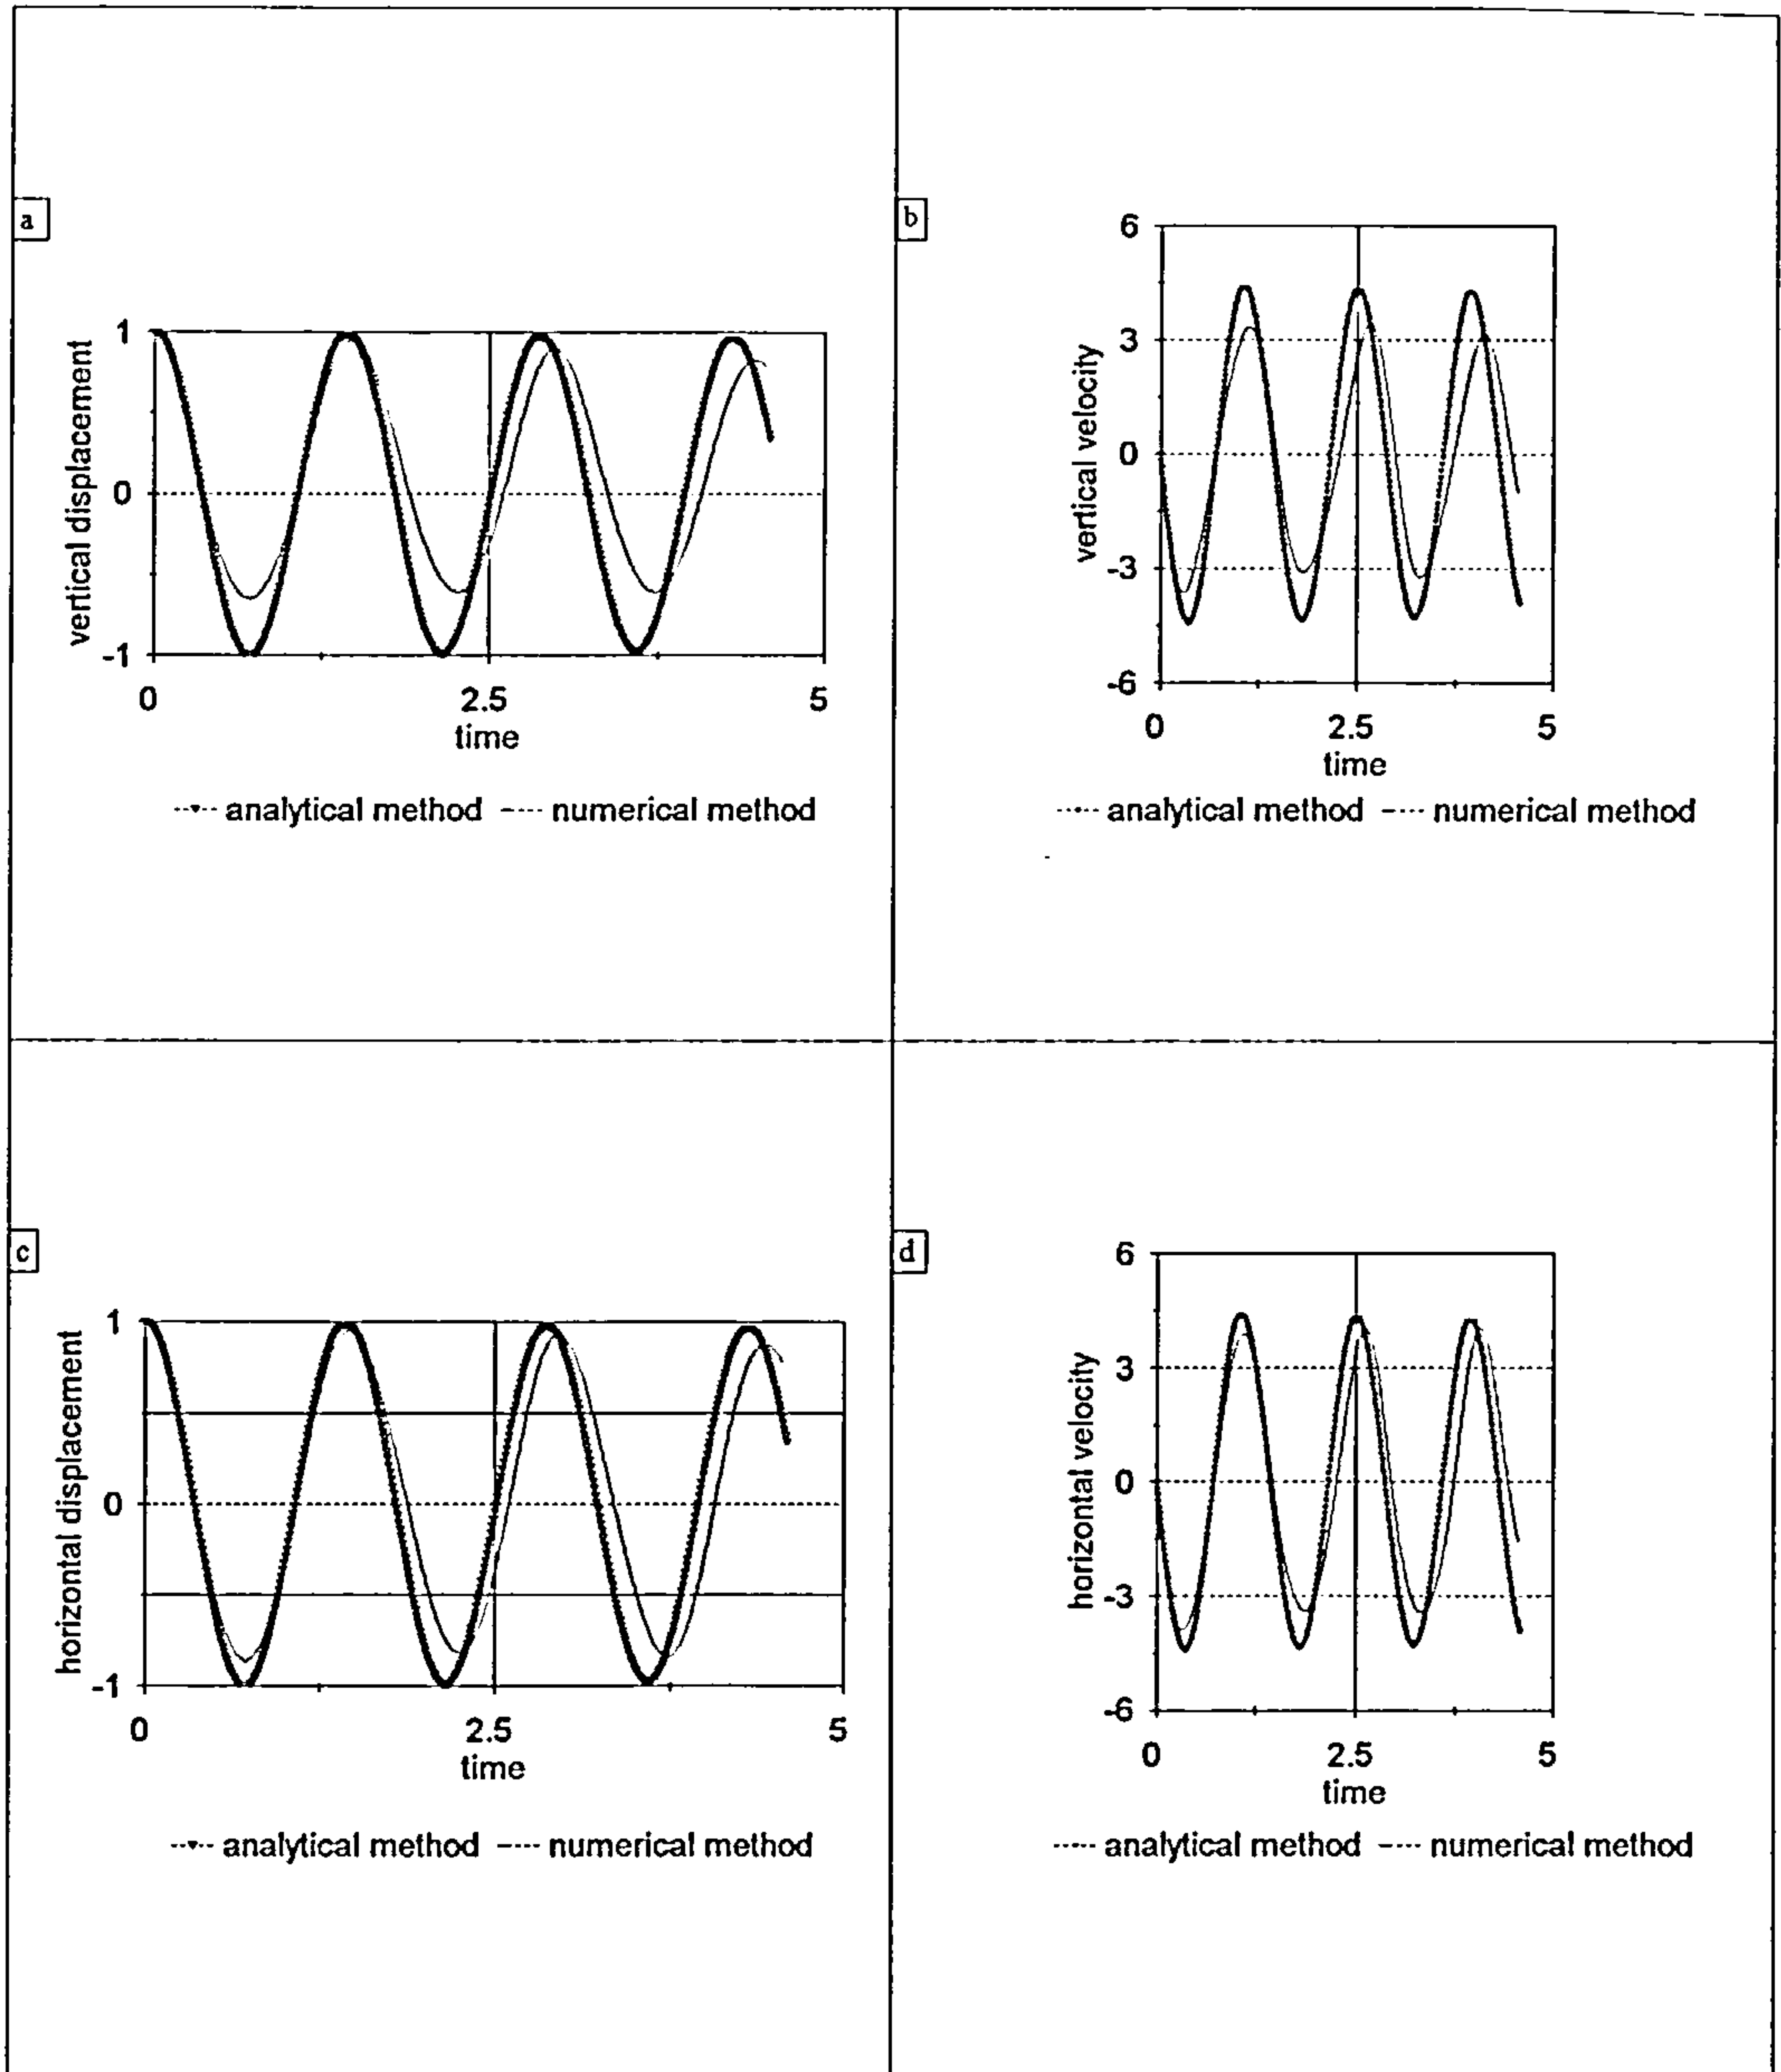 a
1
0
-1
vertical displacement
0 2.5 5
time
analytical method numerical method
b
6
3
0
-3
-6
vertical velocity
0 2.5 5
time
analytical method numerical method
c
1
0
-1
horizontal displacement
0 2.5 5
time
analytical method numerical method
d
6
3
0
-3
-6
horizontal velocity
0 2.5 5
time
analytical method numerical method